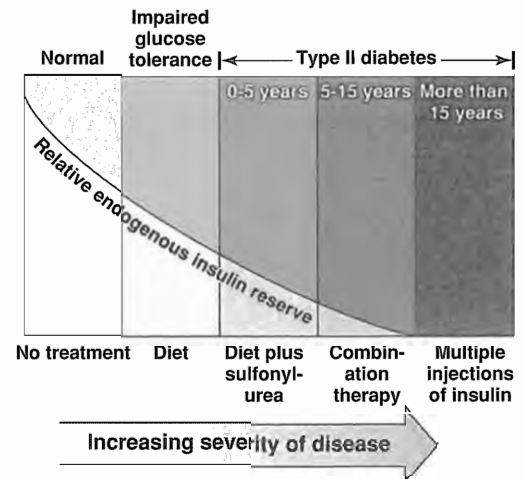 Normal
Impaired
glucose
tolerance
Type II diabetes
0-5 years
5-15 years
More than
15 years
Relative endogenous insulin reserve
No treatment
Diet
Diet plus
sulfonyl-
urea
Combin-
ation
therapy
Multiple
injections
of insulin
Increasing severity of disease